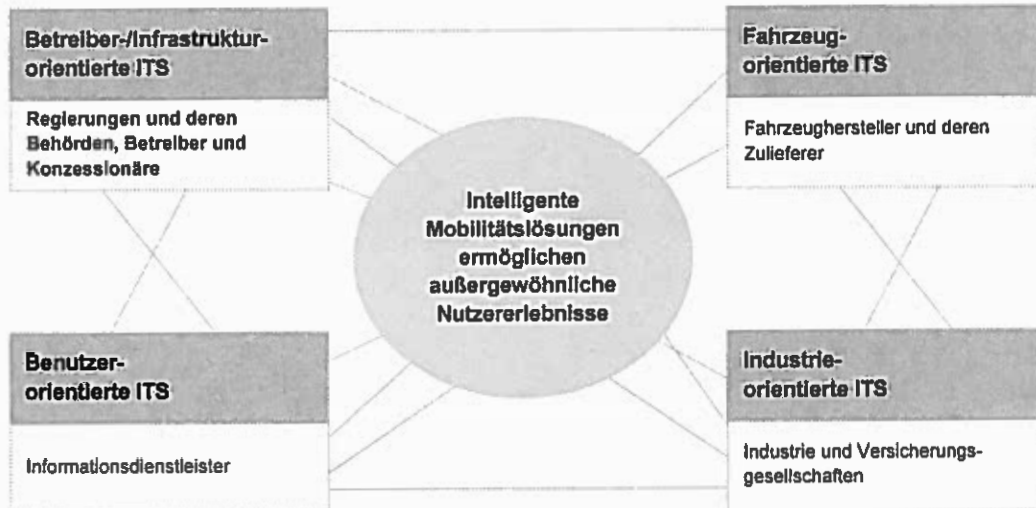 Betreiber-/Infrastruktur-
orientierte ITS
Regierungen und deren
Behörden, Betreiber und
Konzessionäre
Fahrzeug-
orientierte ITS
Fahrzeughersteller und deren
Zulieferer
Intelligente
Mobilitätslösungen
ermöglichen
außergewöhnliche
Nutzererlebnisse
Benutzer-
orientierte ITS
Informationsdienstleister
Industrie-
orientierte ITS
Industrie und Versicherungs-
gesellschaften